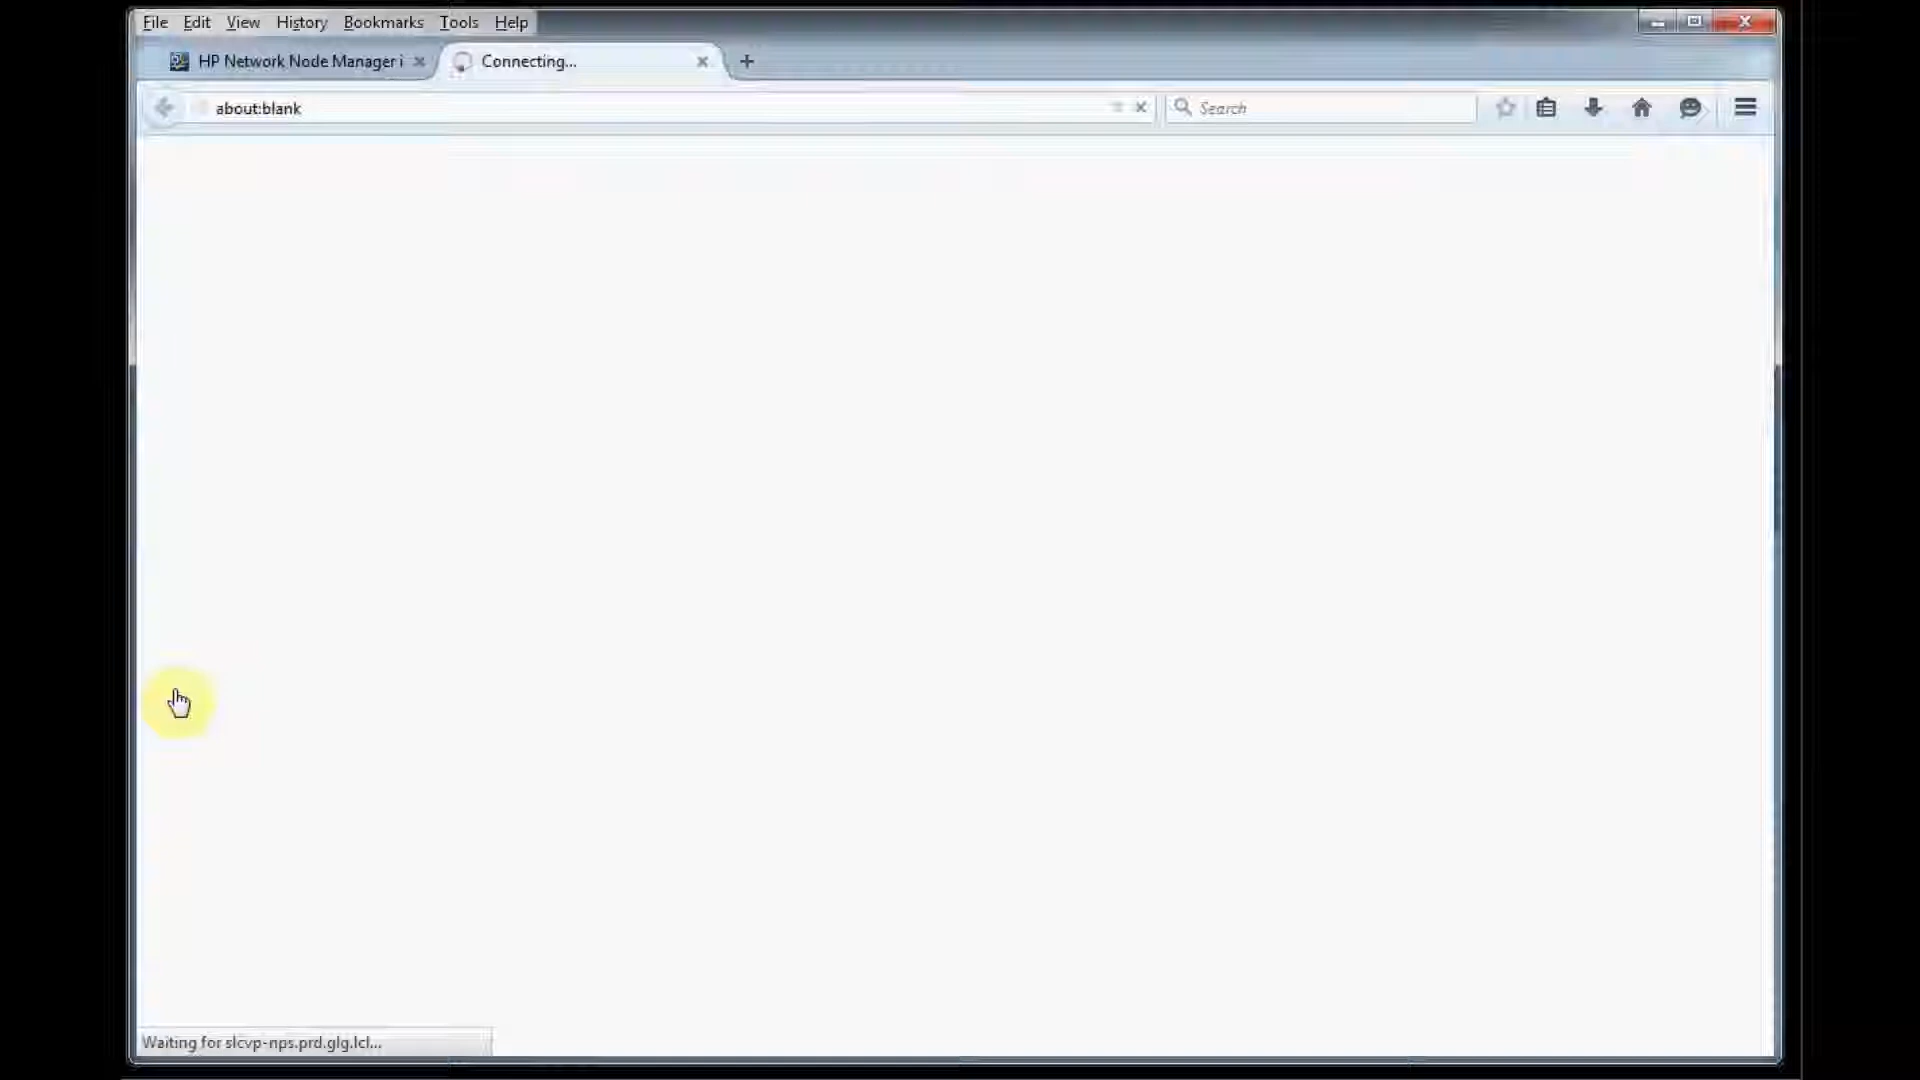 File Edit View History Bookmarks Tools Help
HP Network Node Manager i
Connecting...
about:blank
Search
Waiting for slcvp-nps.prd.glg.lcl...